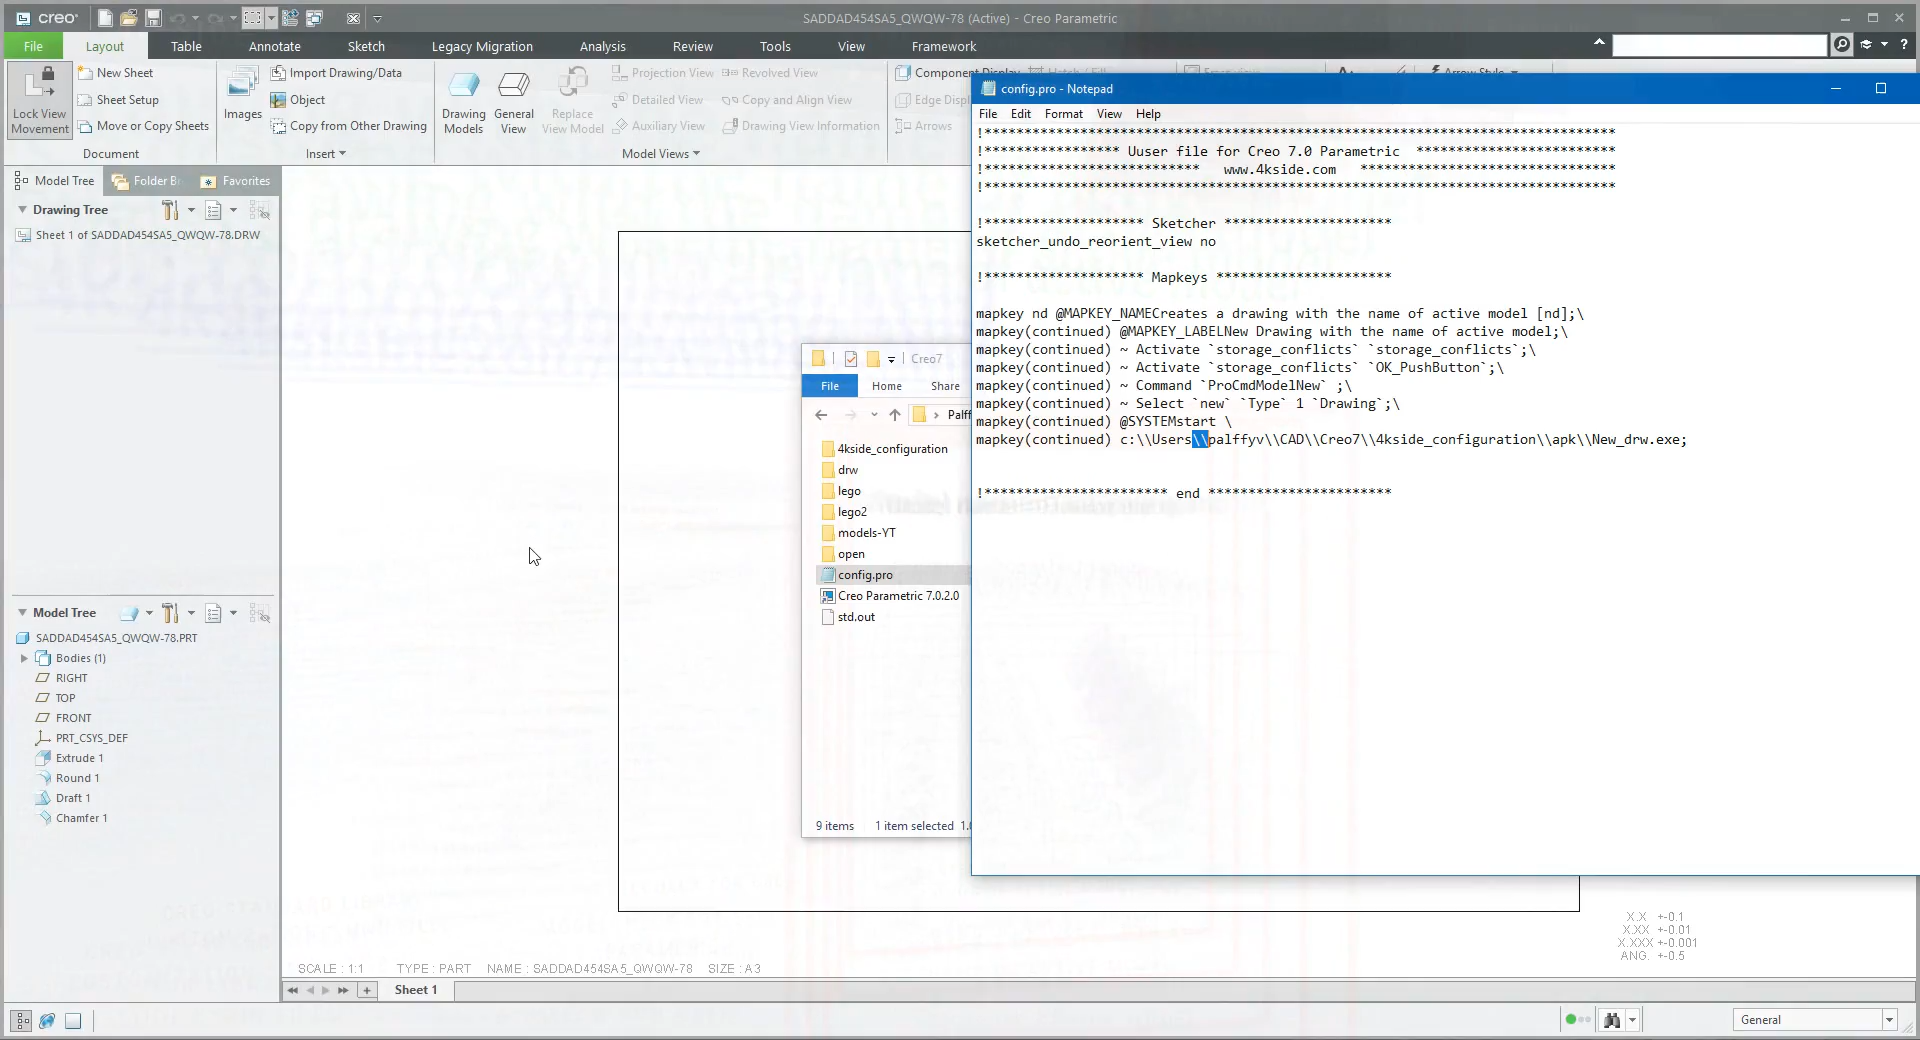 creo
SADDAD454SA5_QWQW-78 (Active) - Creo Parametric
File Layout Table Annotate Sketch Legacy Migration Analysis Review Tools View Framework
Lock View Movement
New Sheet
Sheet Setup
Move or Copy Sheets
Document
Images
Import Drawing/Data
Object
Copy from Other Drawing
Insert
Drawing Models
General View
Replace View Model
Projection View
Detailed View
Auxiliary View
Revolved View
Copy and Align View
Drawing View Information
Model Views
Component Display
Edge Displ
Arrows
Arrow Style
Model Tree Folder Br Favorites
Drawing Tree
Sheet 1 of SADDAD454SA5_QWQW-78.DRW
Model Tree
SADDAD454SA5_QWQW-78.PRT
Bodies (1)
RIGHT
TOP
FRONT
PRT_CSYS_DEF
Extrude 1
Round 1
Draft 1
Chamfer 1
Creo7
File Home Share
Palff
4kside_configuration
drw
lego
lego2
models-YT
open
config.pro
Creo Parametric 7.0.2.0
std.out
9 items 1 item selected 1.
config.pro - Notepad
File Edit Format View Help
!*******************************************************************************
!***************** Uuser file for Creo 7.0 Parametric *************************
!*************************** www.4kside.com ********************************
!*******************************************************************************
!******************** Sketcher *********************
sketcher_undo_reorient_view no
!******************** Mapkeys **********************
mapkey nd @MAPKEY_NAMECreates a drawing with the name of active model [nd];\
mapkey(continued) @MAPKEY_LABELNew Drawing with the name of active model;\
mapkey(continued) ~ Activate `storage_conflicts` `storage_conflicts`;\
mapkey(continued) ~ Activate `storage_conflicts` `OK_PushButton`;\
mapkey(continued) ~ Command `ProCmdModelNew` ;\
mapkey(continued) ~ Select `new` `Type` 1 `Drawing`;\
mapkey(continued) @SYSTEMstart \
mapkey(continued) c:\\Users\\palffyv\\CAD\\Creo7\\4kside_configuration\\apk\\New_drw.exe;
!*********************** end ***********************
X.X +-0.1
X.XX +-0.01
X.XXX +-0.001
ANG. +-0.5
SCALE : 1:1 TYPE : PART NAME : SADDAD454SA5_QWQW-78 SIZE : A3
Sheet 1
General